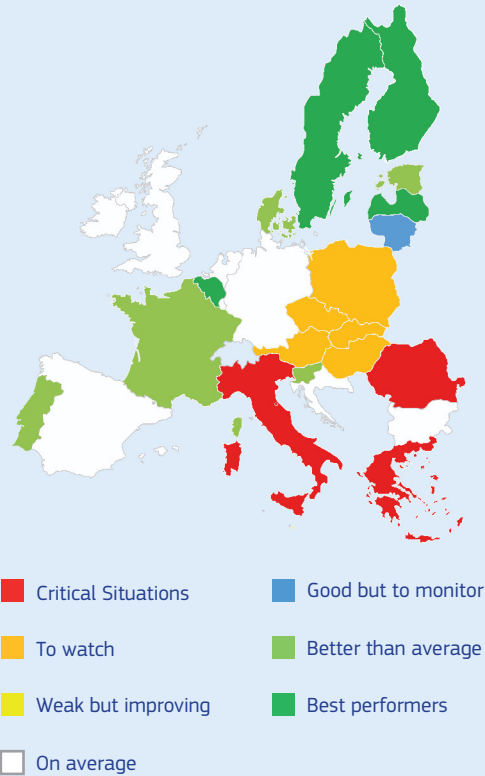 Critical Situations
To watch
Weak but improving
On average
Good but to monitor
Better than average
Best performers